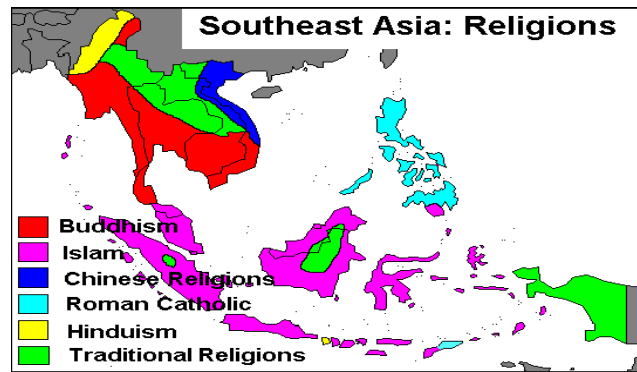 Southeast Asia: Religions
Buddhism
Islam
Chinese Religions
Roman Catholic
Hinduism
Traditional Religions